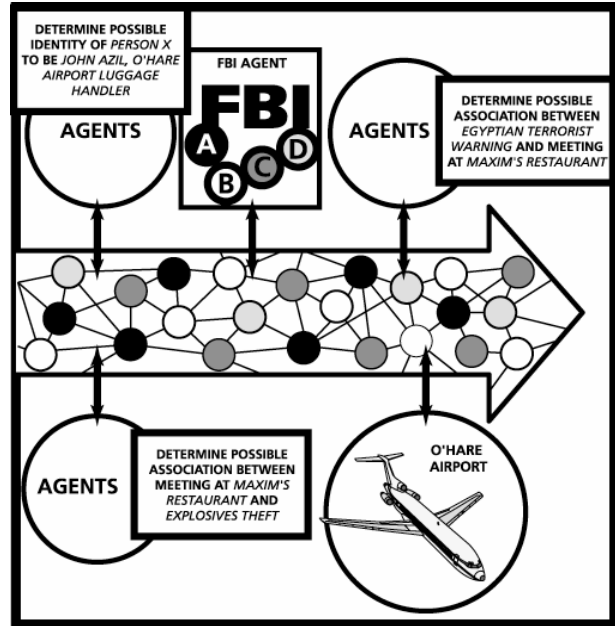 DETERMINE POSSIBLE
IDENTITY OF PERSON X
TO BE JOHN AZIL, O'HARE
AIRPORT LUGGAGE
HANDLER
AGENTS
FBI AGENT
FBI
A
B
C
D
AGENTS
DETERMINE POSSIBLE
ASSOCIATION BETWEEN
EGYPTIAN TERRORIST
WARNING AND MEETING
AT MAXIM'S RESTAURANT
AGENTS
DETERMINE POSSIBLE
ASSOCIATION BETWEEN
MEETING AT MAXIM'S
RESTAURANT AND
EXPLOSIVES THEFT
O'HARE
AIRPORT